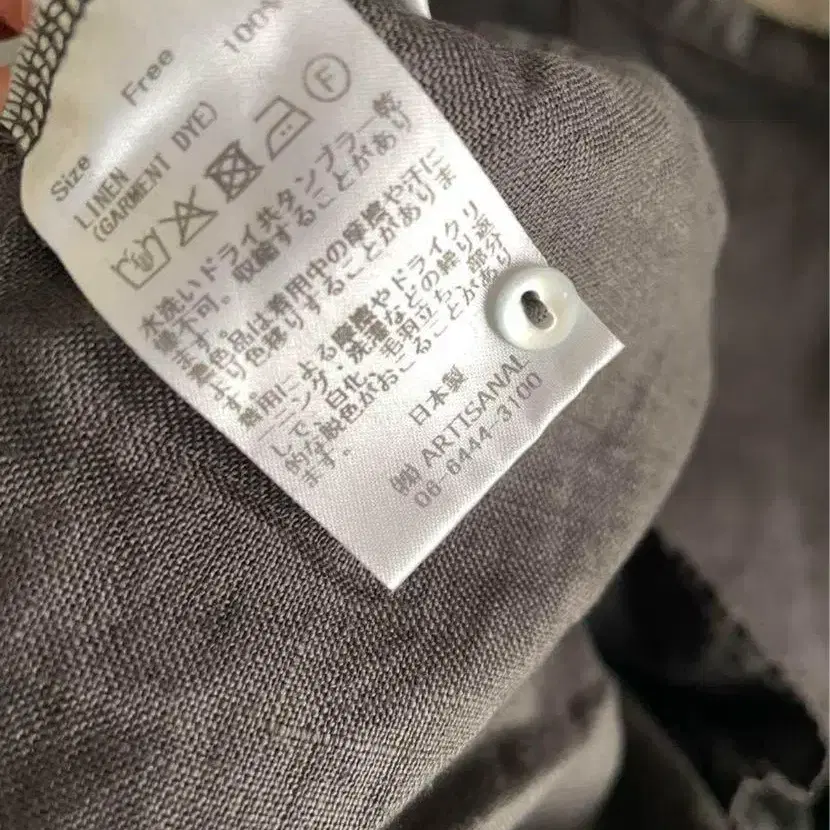 Size Free
LINEN 100%
(GARMENT DYE)
F
水洗いドライ共タンブラー乾
燥不可。収縮することがあり
ます。
濃色品は着用中の摩擦や汗に
より色移りすることがありま
す。
着用による摩擦やドライクリ
ーニング・洗濯などの繰り返
しで、白化、毛羽立ち、部分
的な脱色がおこることがあり
ます。
日本製
㈱ ARTISANAL
06-6444-3100